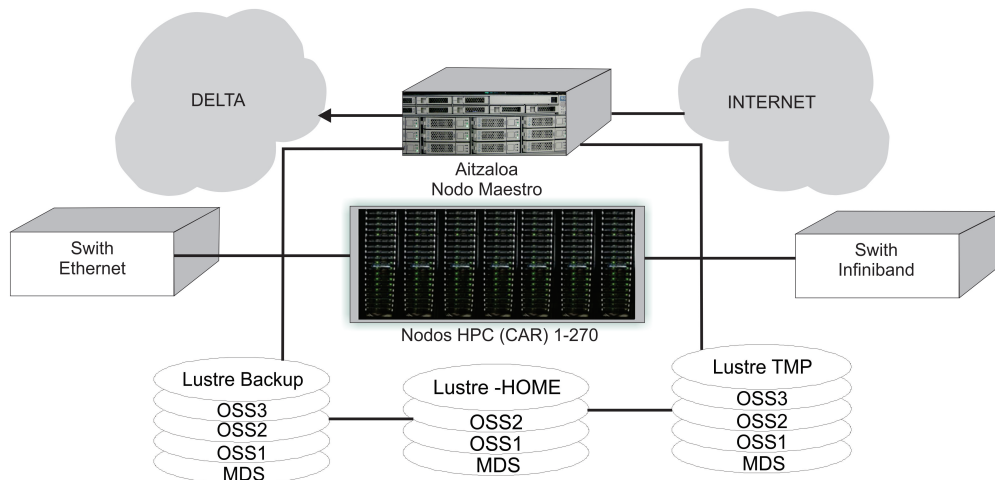 DELTA
INTERNET
Aitzaloa
Nodo Maestro
Swith
Ethernet
Swith
Infiniband
Nodos HPC (CAR) 1-270
Lustre Backup
OSS3
OSS2
OSS1
MDS
Lustre -HOME
OSS2
OSS1
MDS
Lustre TMP
OSS3
OSS2
OSS1
MDS